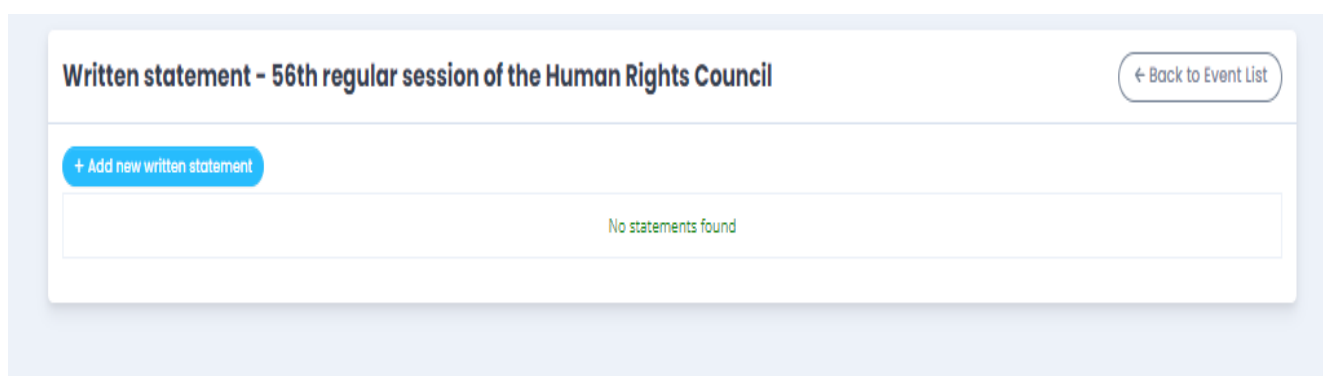 Written statement - 56th regular session of the Human Rights Council
← Back to Event List
+ Add new written statement
No statements found